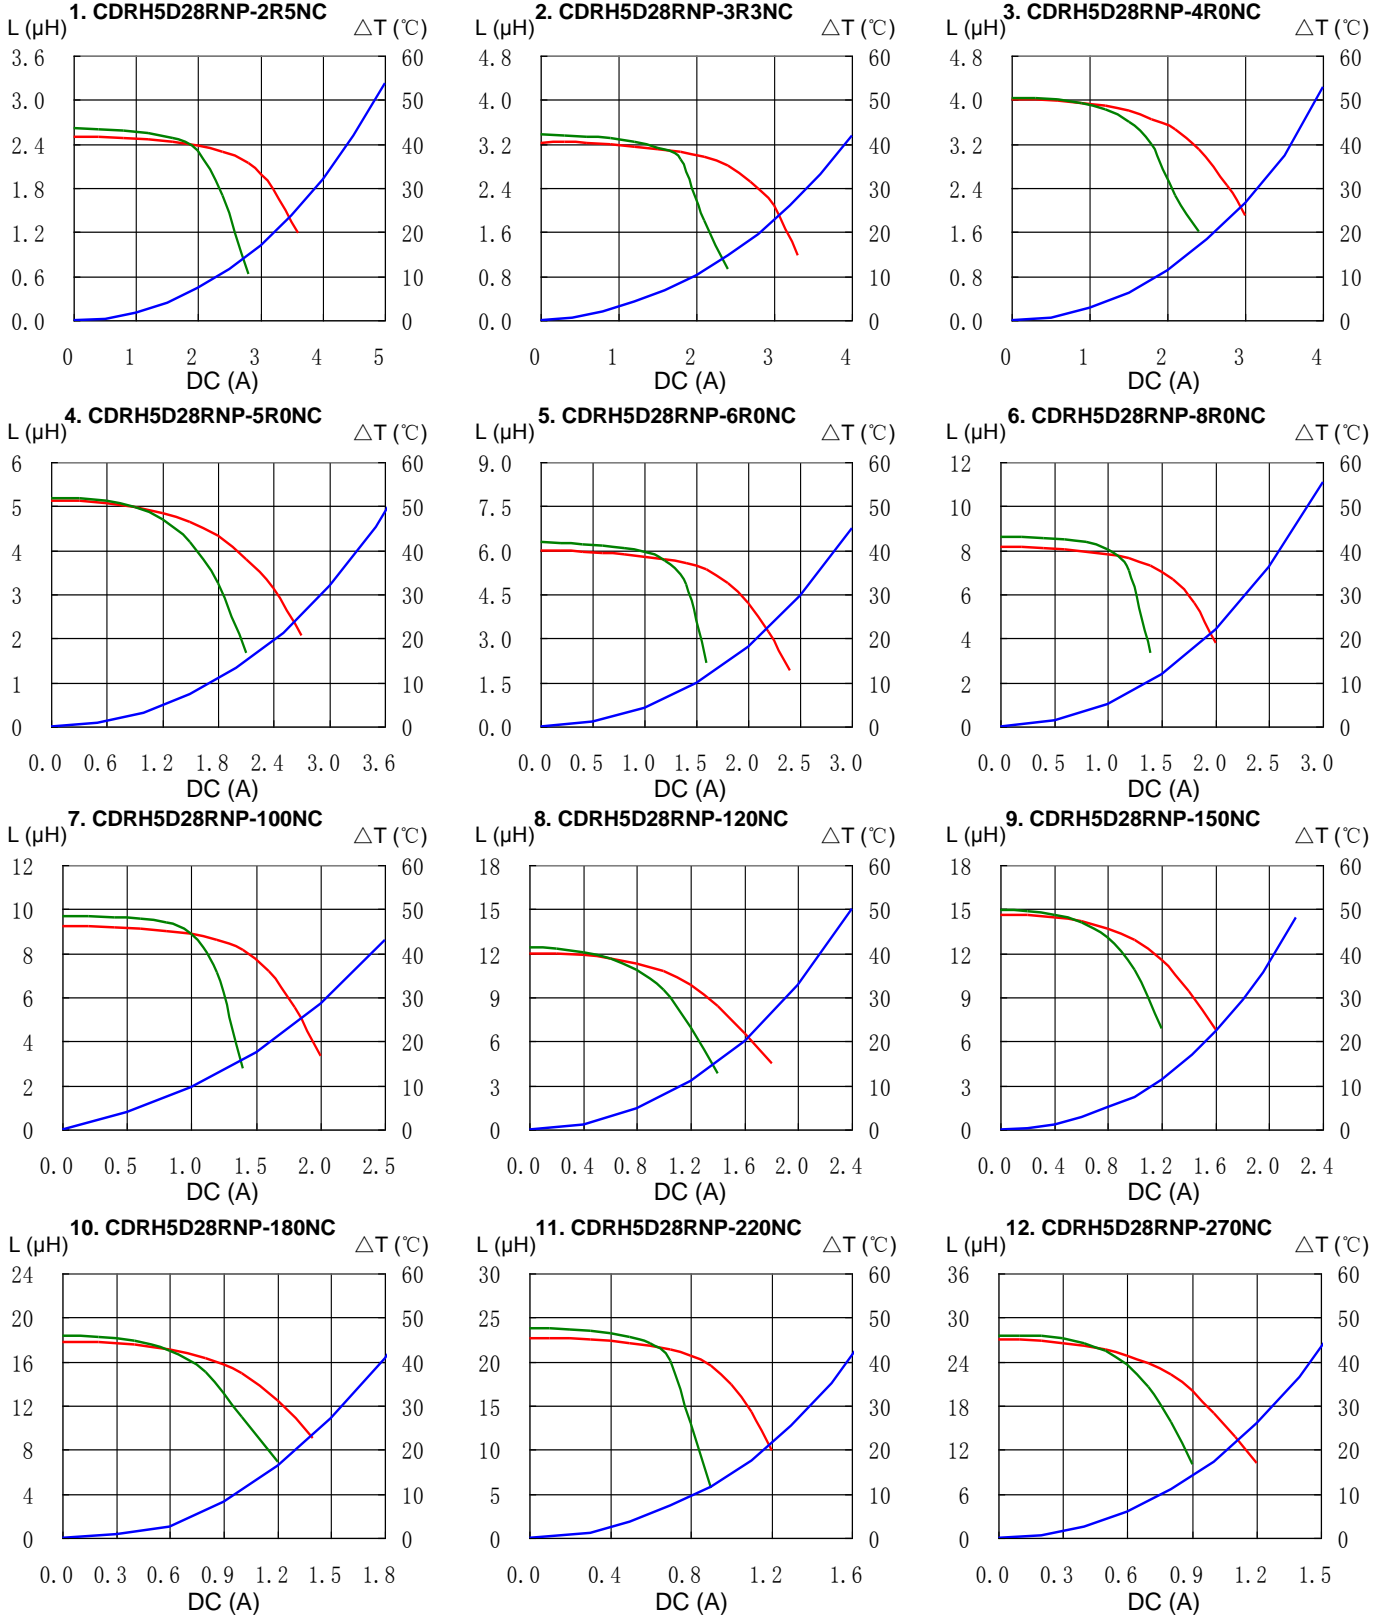 1. CDRH5D28RNP-2R5NC
L (µH) △T (℃)
3.6 60
3.0 50
2.4 40
1.8 30
1.2 20
0.6 10
0.0 0
0 1 2 3 4 5
DC (A)
2. CDRH5D28RNP-3R3NC
L (µH) △T (℃)
4.8 60
4.0 50
3.2 40
2.4 30
1.6 20
0.8 10
0.0 0
0 1 2 3 4
DC (A)
3. CDRH5D28RNP-4R0NC
L (µH) △T (℃)
4.8 60
4.0 50
3.2 40
2.4 30
1.6 20
0.8 10
0.0 0
0 1 2 3 4
DC (A)
4. CDRH5D28RNP-5R0NC
L (µH) △T (℃)
6 60
5 50
4 40
3 30
2 20
1 10
0 0
0.0 0.6 1.2 1.8 2.4 3.0 3.6
DC (A)
5. CDRH5D28RNP-6R0NC
L (µH) △T (℃)
9.0 60
7.5 50
6.0 40
4.5 30
3.0 20
1.5 10
0.0 0
0.0 0.5 1.0 1.5 2.0 2.5 3.0
DC (A)
6. CDRH5D28RNP-8R0NC
L (µH) △T (℃)
12 60
10 50
8 40
6 30
4 20
2 10
0 0
0.0 0.5 1.0 1.5 2.0 2.5 3.0
DC (A)
7. CDRH5D28RNP-100NC
L (µH) △T (℃)
12 60
10 50
8 40
6 30
4 20
2 10
0 0
0.0 0.5 1.0 1.5 2.0 2.5
DC (A)
8. CDRH5D28RNP-120NC
L (µH) △T (℃)
18 60
15 50
12 40
9 30
6 20
3 10
0 0
0.0 0.4 0.8 1.2 1.6 2.0 2.4
DC (A)
9. CDRH5D28RNP-150NC
L (µH) △T (℃)
18 60
15 50
12 40
9 30
6 20
3 10
0 0
0.0 0.4 0.8 1.2 1.6 2.0 2.4
DC (A)
10. CDRH5D28RNP-180NC
L (µH) △T (℃)
24 60
20 50
16 40
12 30
8 20
4 10
0 0
0.0 0.3 0.6 0.9 1.2 1.5 1.8
DC (A)
11. CDRH5D28RNP-220NC
L (µH) △T (℃)
30 60
25 50
20 40
15 30
10 20
5 10
0 0
0.0 0.4 0.8 1.2 1.6
DC (A)
12. CDRH5D28RNP-270NC
L (µH) △T (℃)
36 60
30 50
24 40
18 30
12 20
6 10
0 0
0.0 0.3 0.6 0.9 1.2 1.5
DC (A)